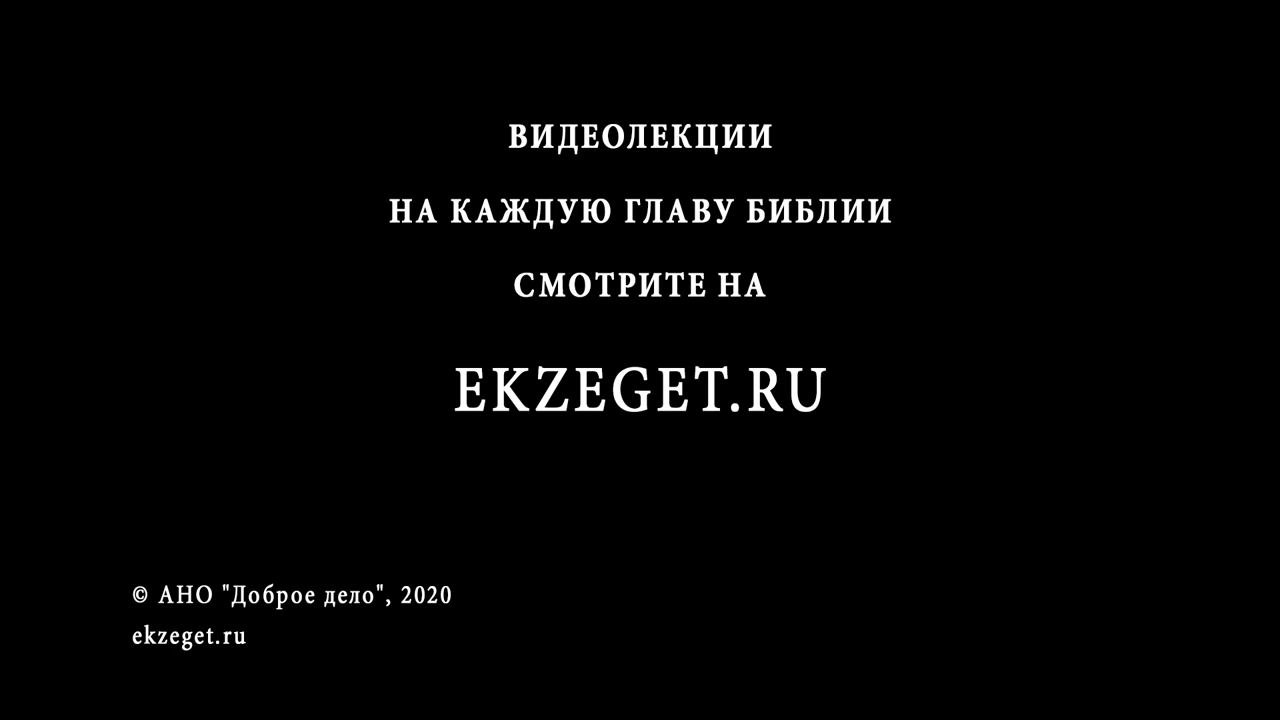 ВИДЕОЛЕКЦИИ
НА КАЖДУЮ ГЛАВУ БИБЛИИ
СМОТРИТЕ НА
EKZEGET.RU
© АНО "Доброе дело", 2020
ekzeget.ru